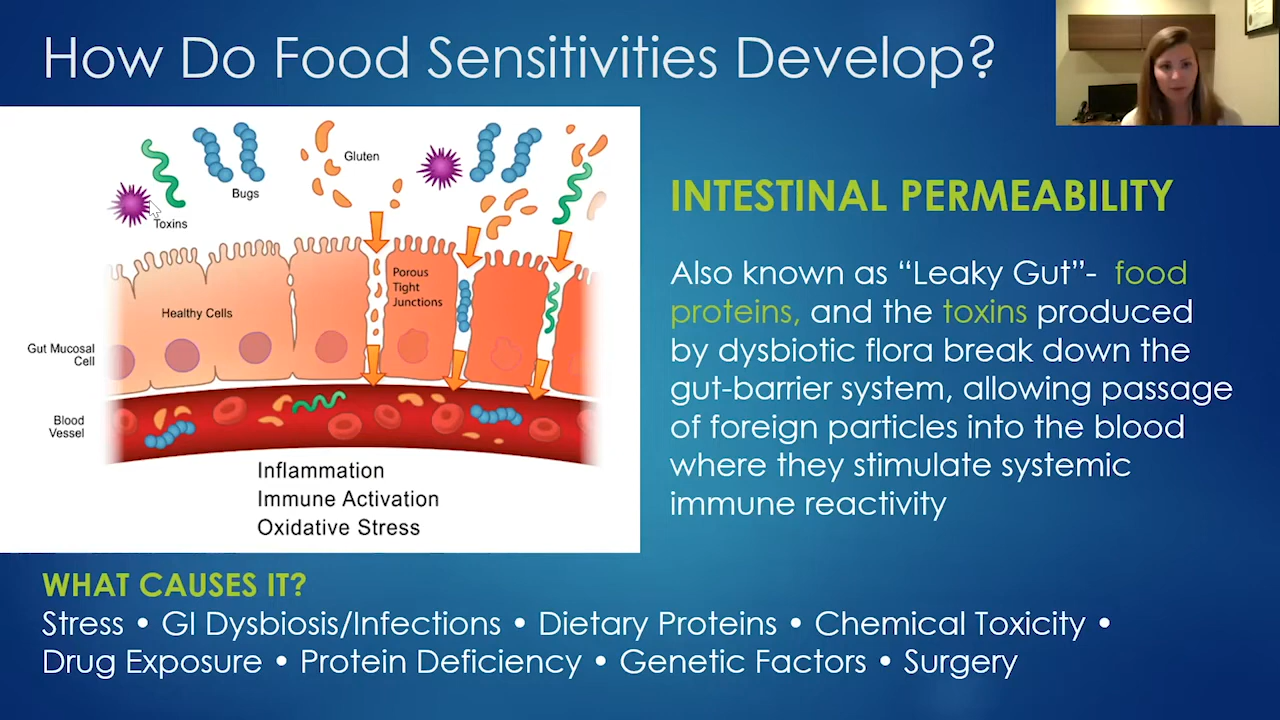 How Do Food Sensitivities Develop?
Gluten
Bugs
Toxins
Porous
Tight
Junctions
Healthy Cells
Gut Mucosal
Cell
Blood
Vessel
Inflammation
Immune Activation
Oxidative Stress
INTESTINAL PERMEABILITY
Also known as “Leaky Gut”- food
proteins, and the toxins produced
by dysbiotic flora break down the
gut-barrier system, allowing passage
of foreign particles into the blood
where they stimulate systemic
immune reactivity
WHAT CAUSES IT?
Stress • GI Dysbiosis/Infections • Dietary Proteins • Chemical Toxicity •
Drug Exposure • Protein Deficiency • Genetic Factors • Surgery